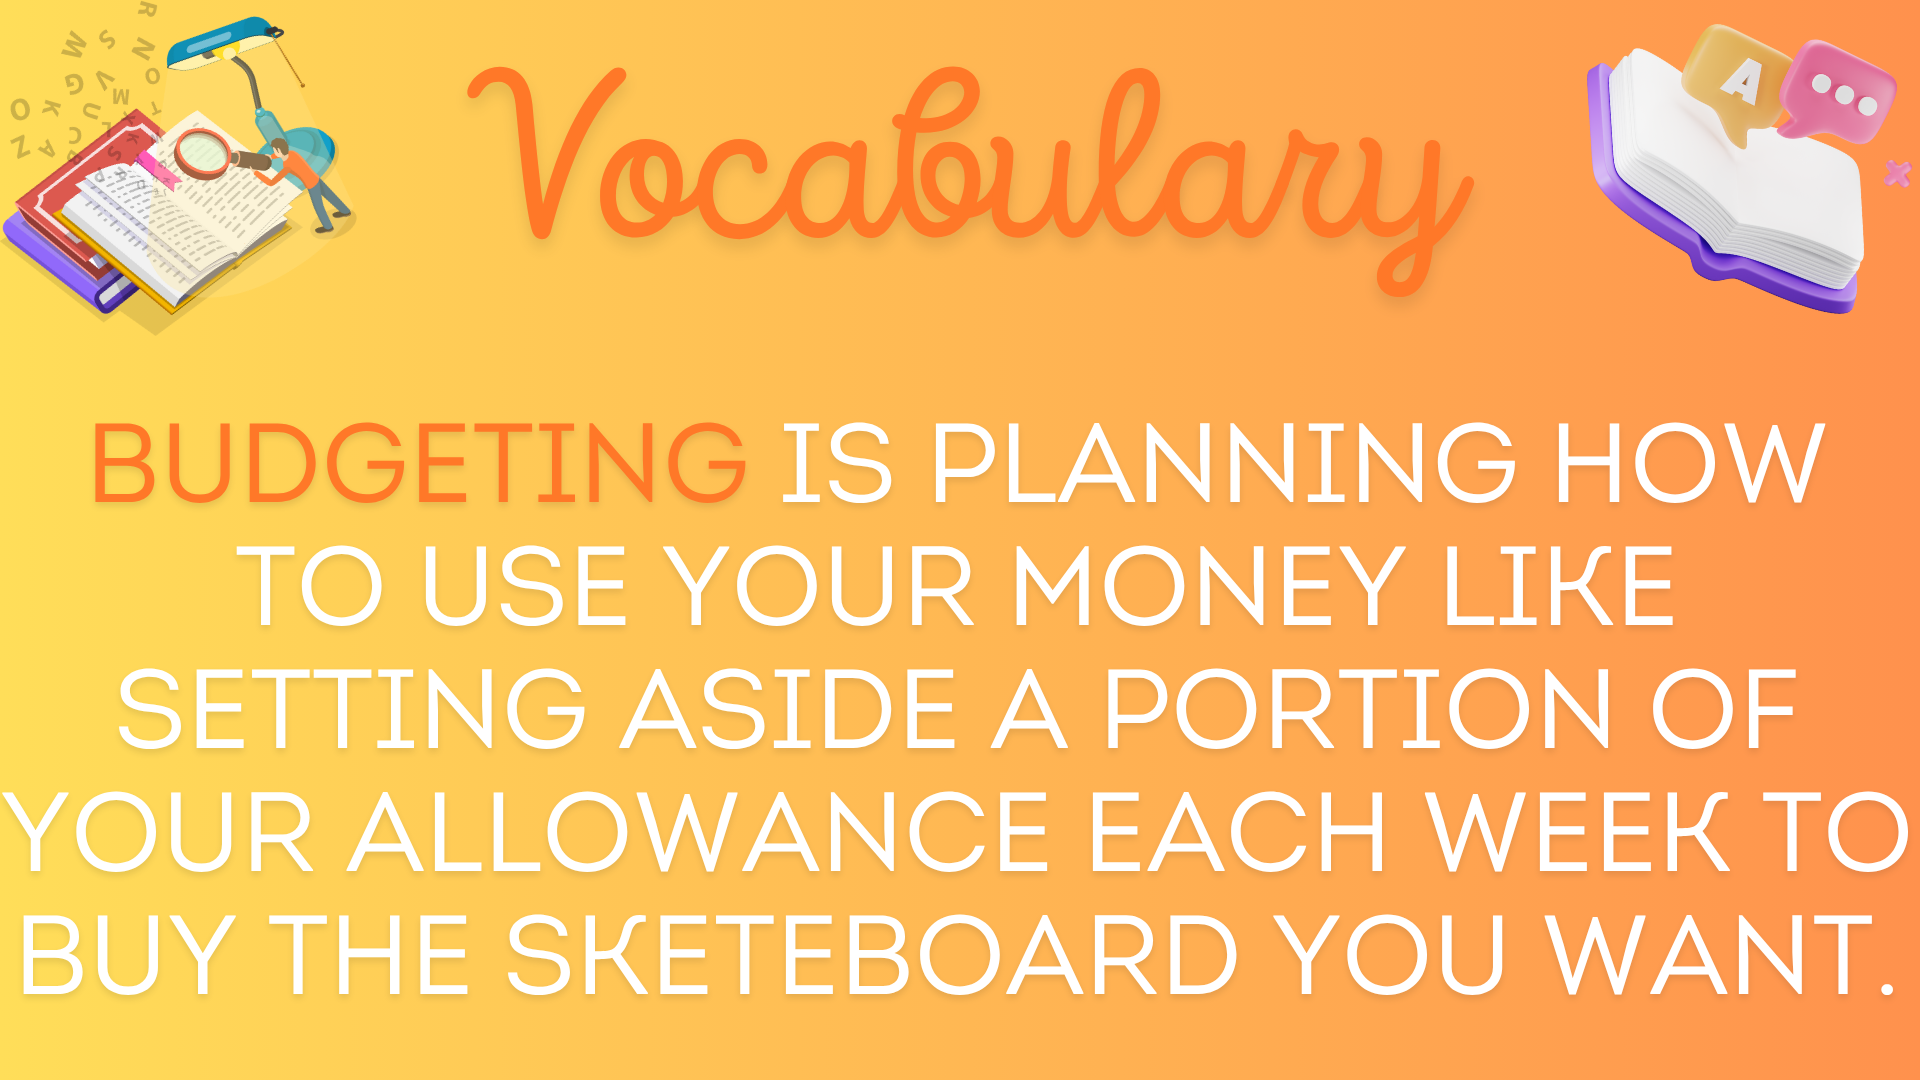 Vocabulary
BUDGETING IS PLANNING HOW
TO USE YOUR MONEY LIKE
SETTING ASIDE A PORTION OF
YOUR ALLOWANCE EACH WEEK TO
BUY THE SKETEBOARD YOU WANT.
A